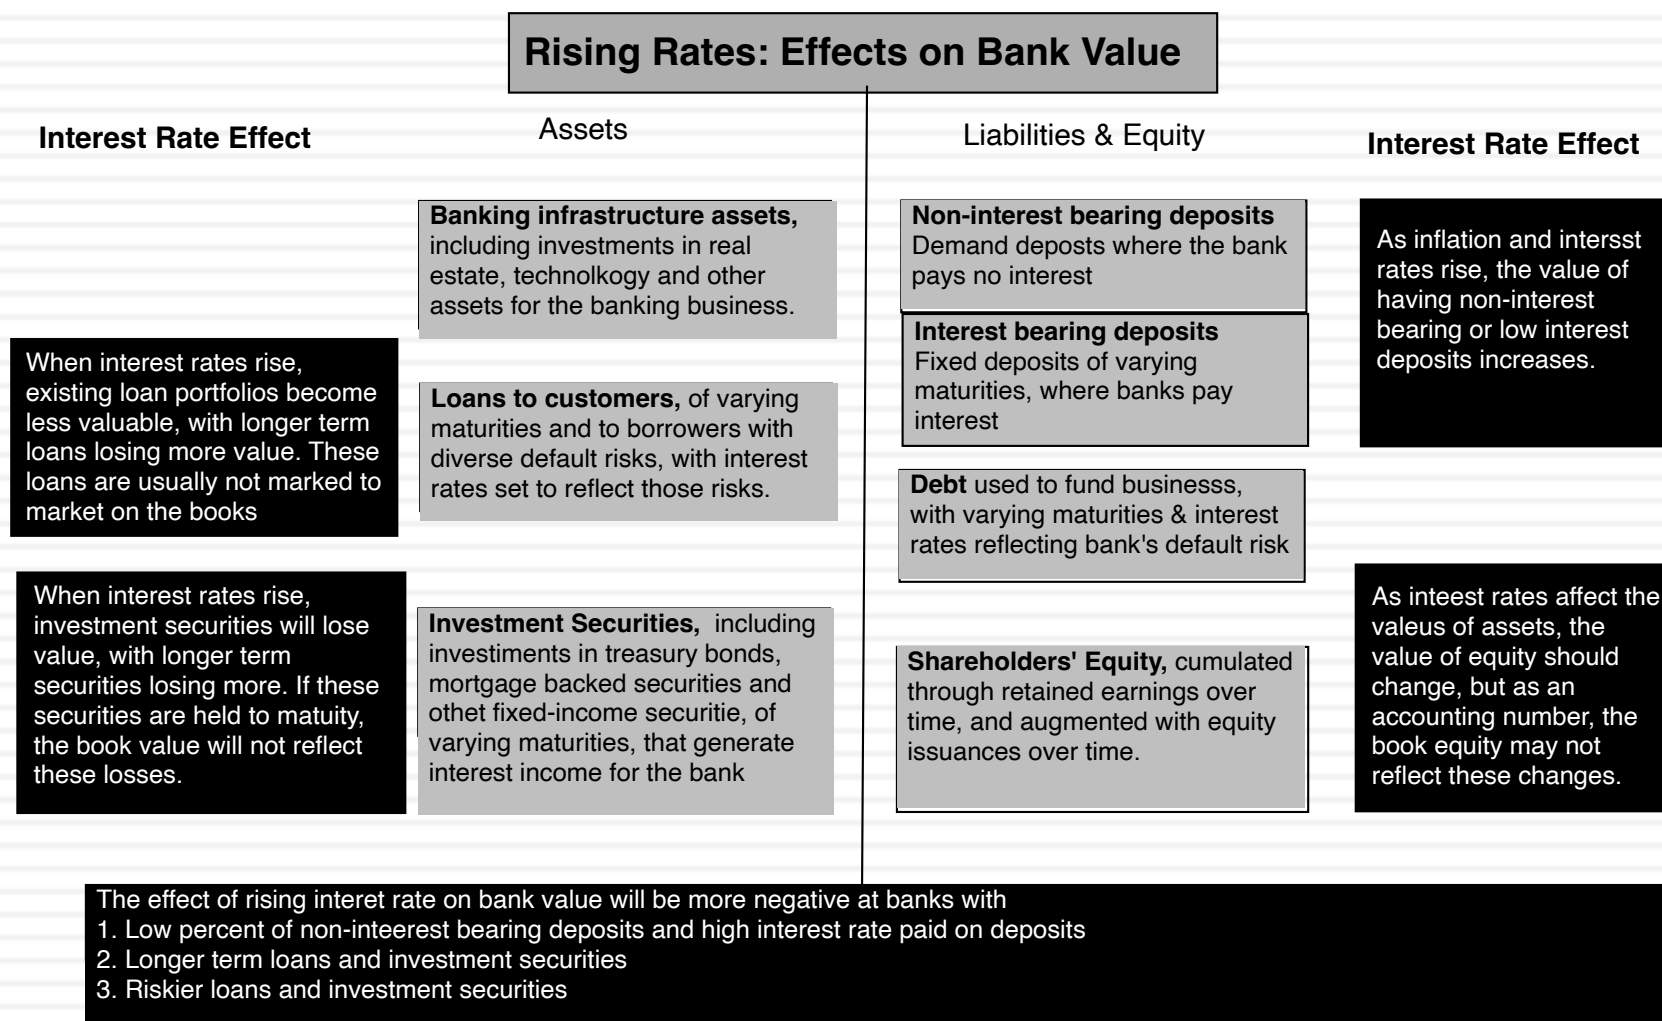 Rising Rates: Effects on Bank Value
Interest Rate Effect
Assets
Liabilities & Equity
Interest Rate Effect
When interest rates rise,
existing loan portfolios become
less valuable, with longer term
loans losing more value. These
loans are usually not marked to
market on the books
When interest rates rise,
investment securities will lose
value, with longer term
securities losing more. If these
securities are held to matuity,
the book value will not reflect
these losses.
Banking infrastructure assets,
including investments in real
estate, technolkogy and other
assets for the banking business.
Loans to customers, of varying
maturities and to borrowers with
diverse default risks, with interest
rates set to reflect those risks.
Investment Securities, including
investiments in treasury bonds,
mortgage backed securities and
othet fixed-income securitie, of
varying maturities, that generate
interest income for the bank
Non-interest bearing deposits
Demand deposts where the bank
pays no interest
Interest bearing deposits
Fixed deposits of varying
maturities, where banks pay
interest
Debt used to fund businesss,
with varying maturities & interest
rates reflecting bank's default risk
Shareholders' Equity, cumulated
through retained earnings over
time, and augmented with equity
issuances over time.
As inflation and intersst
rates rise, the value of
having non-interest
bearing or low interest
deposits increases.
As inteest rates affect the
valeus of assets, the
value of equity should
change, but as an
accounting number, the
book equity may not
reflect these changes.
The effect of rising interet rate on bank value will be more negative at banks with
1. Low percent of non-inteerest bearing deposits and high interest rate paid on deposits
2. Longer term loans and investment securities
3. Riskier loans and investment securities